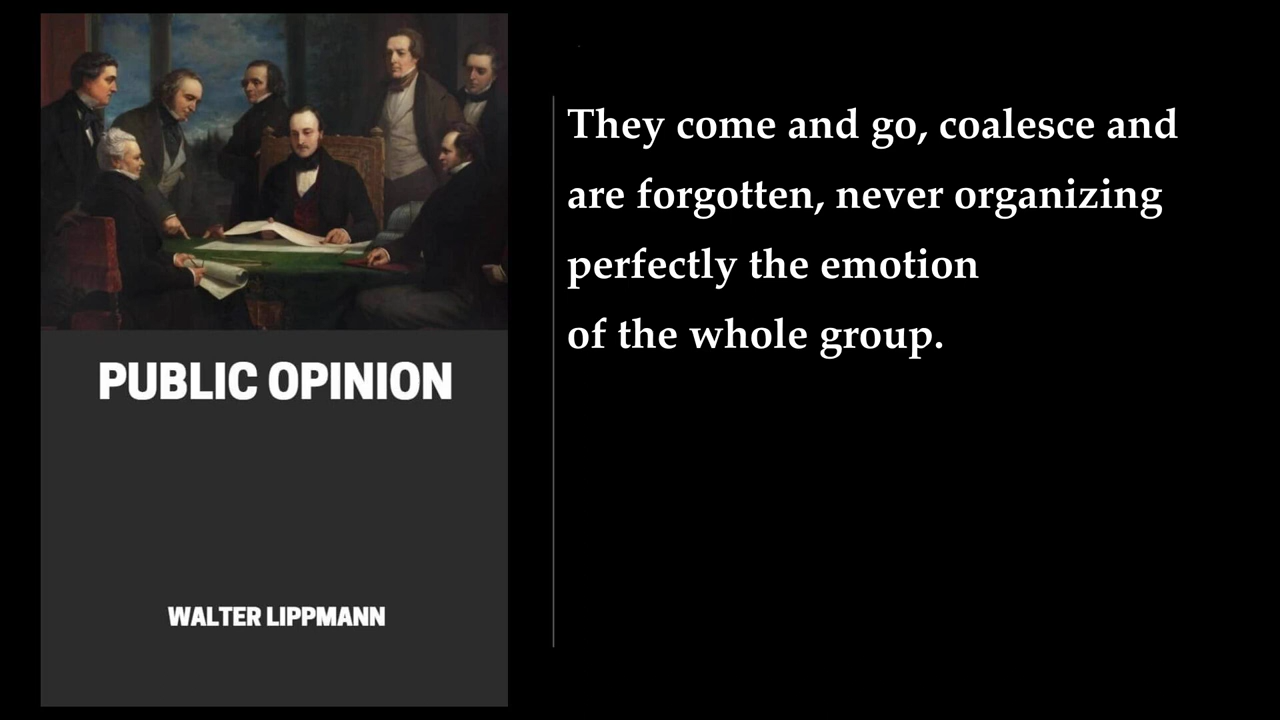 PUBLIC OPINION
WALTER LIPPMANN
They come and go, coalesce and
are forgotten, never organizing
perfectly the emotion
of the whole group.